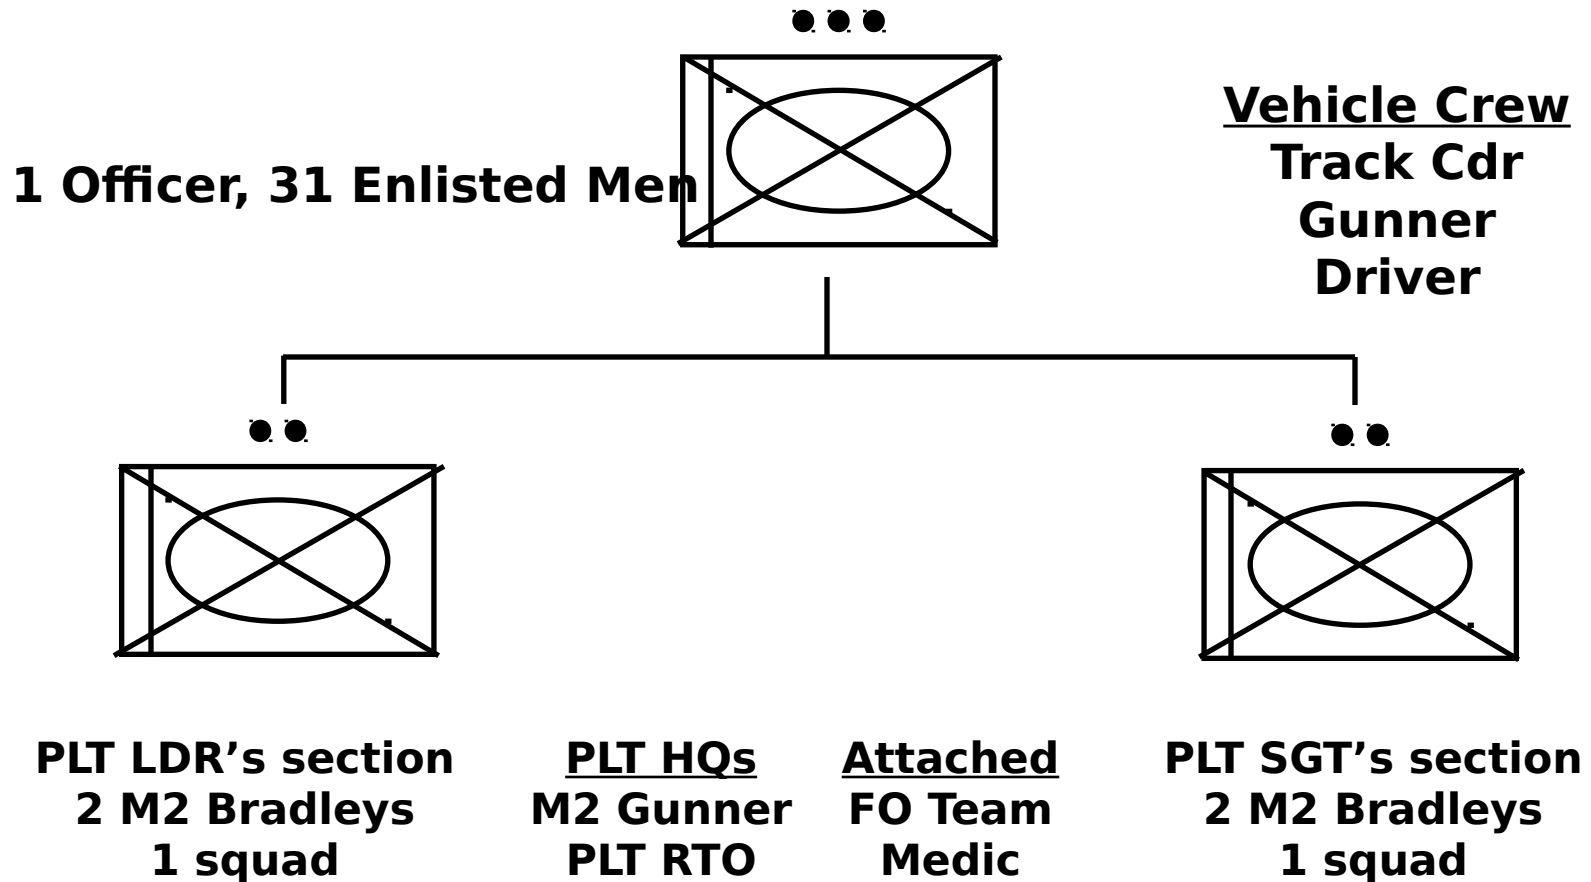 1 Officer, 31 Enlisted Men
Vehicle Crew
Track Cdr
Gunner
Driver
PLT LDR’s section
2 M2 Bradleys
1 squad
PLT HQs
M2 Gunner
PLT RTO
Attached
FO Team
Medic
PLT SGT’s section
2 M2 Bradleys
1 squad